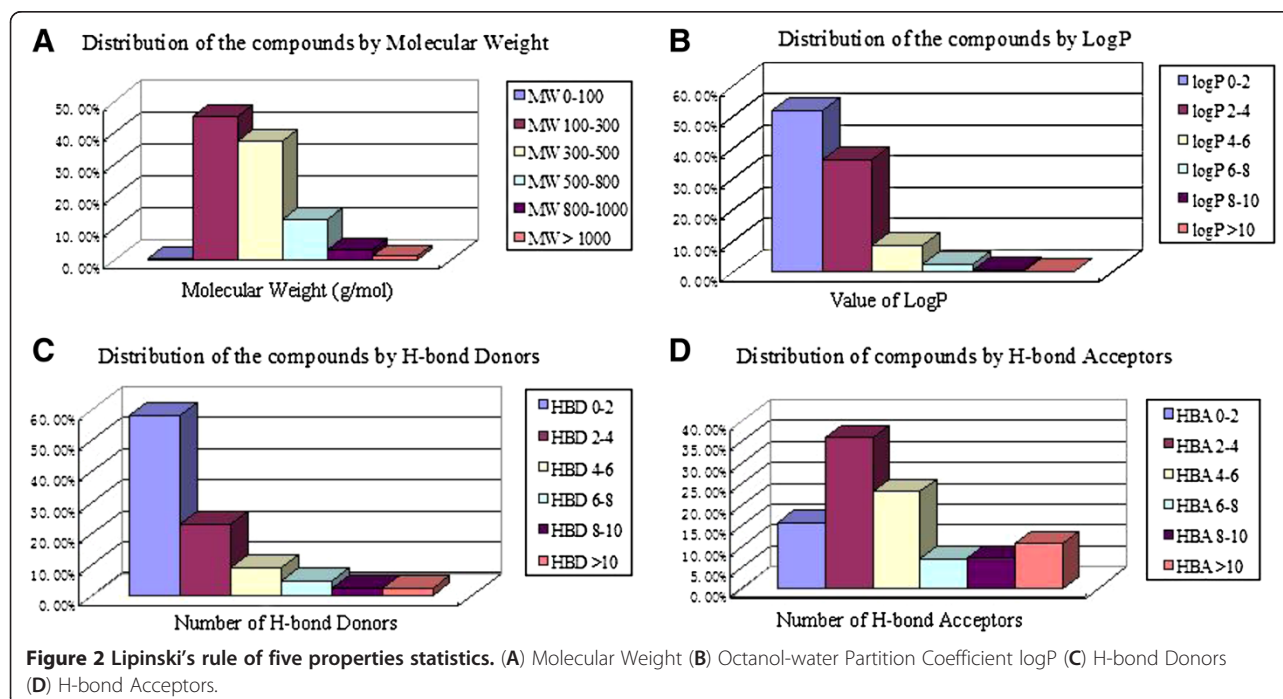 A
Distribution of the compounds by Molecular Weight
50.00%
40.00%
30.00%
20.00%
10.00%
0.00%
Molecular Weight (g/mol)
MW 0-100
MW 100-300
MW 300-500
MW 500-800
MW 800-1000
MW > 1000
B
Distribution of the compounds by LogP
60.00%
50.00%
40.00%
30.00%
20.00%
10.00%
0.00%
Value of LogP
logP 0-2
logP 2-4
logP 4-6
logP 6-8
logP 8-10
logP >10
C
Distribution of the compounds by H-bond Donors
60.00%
50.00%
40.00%
30.00%
20.00%
10.00%
0.00%
Number of H-bond Donors
HBD 0-2
HBD 2-4
HBD 4-6
HBD 6-8
HBD 8-10
HBD >10
D
Distribution of compounds by H-bond Acceptors
40.00%
35.00%
30.00%
25.00%
20.00%
15.00%
10.00%
5.00%
0.00%
Number of H-bond Acceptors
HBA 0-2
HBA 2-4
HBA 4-6
HBA 6-8
HBA 8-10
HBA >10
Figure 2 Lipinski's rule of five properties statistics. (A) Molecular Weight (B) Octanol-water Partition Coefficient logP (C) H-bond Donors
(D) H-bond Acceptors.